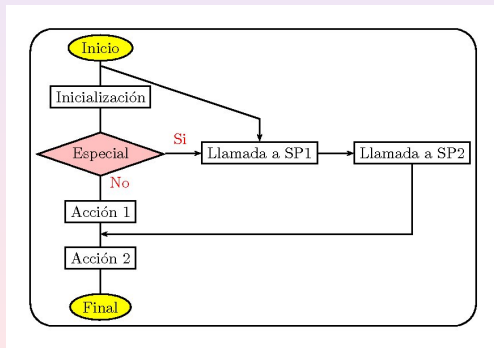 Inicio
Inicialización
Especial
Si
Llamada a SP1
Llamada a SP2
No
Acción 1
Acción 2
Final